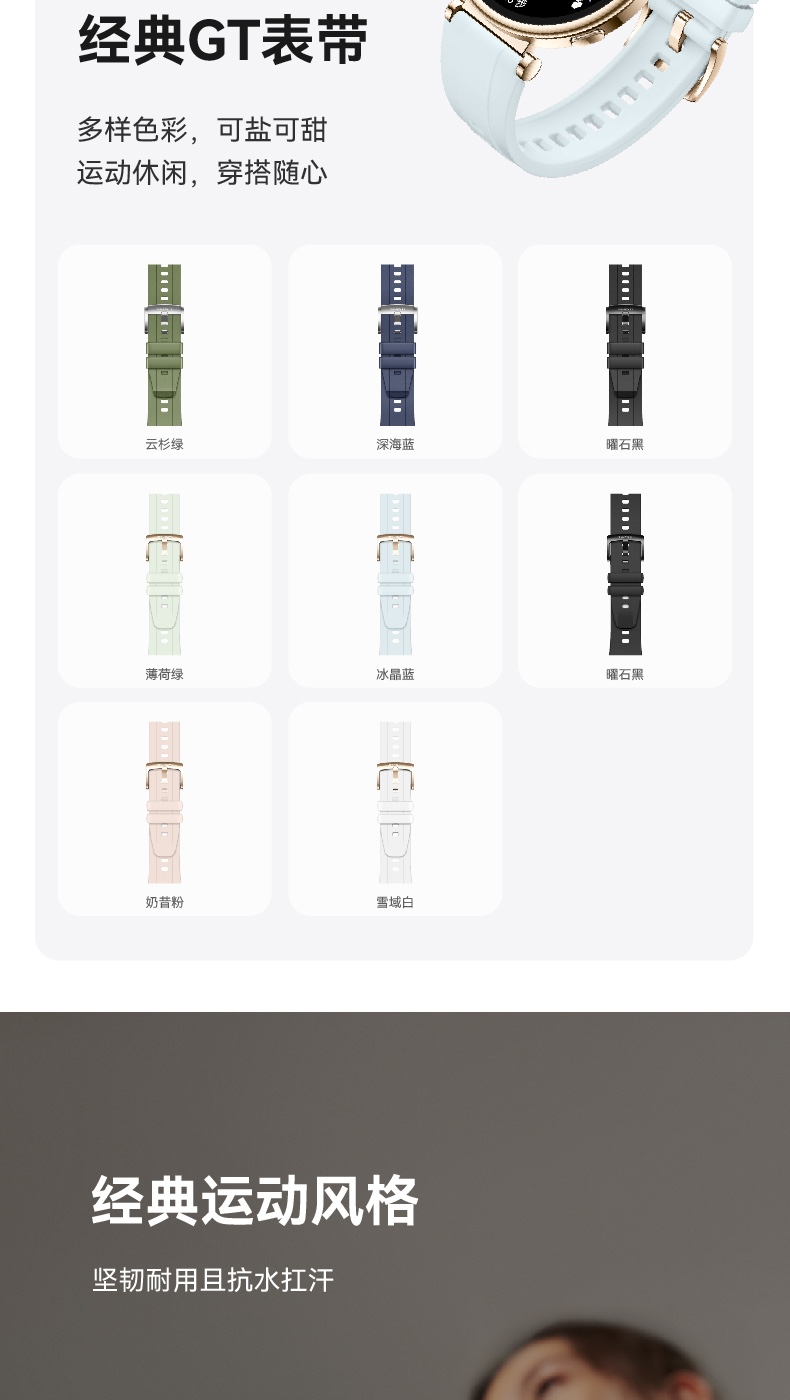 经典GT表带
多样色彩，可盐可甜
运动休闲，穿搭随心
云杉绿
深海蓝
曜石黑
薄荷绿
冰晶蓝
曜石黑
奶昔粉
雪域白
经典运动风格
坚韧耐用且抗水扛汗